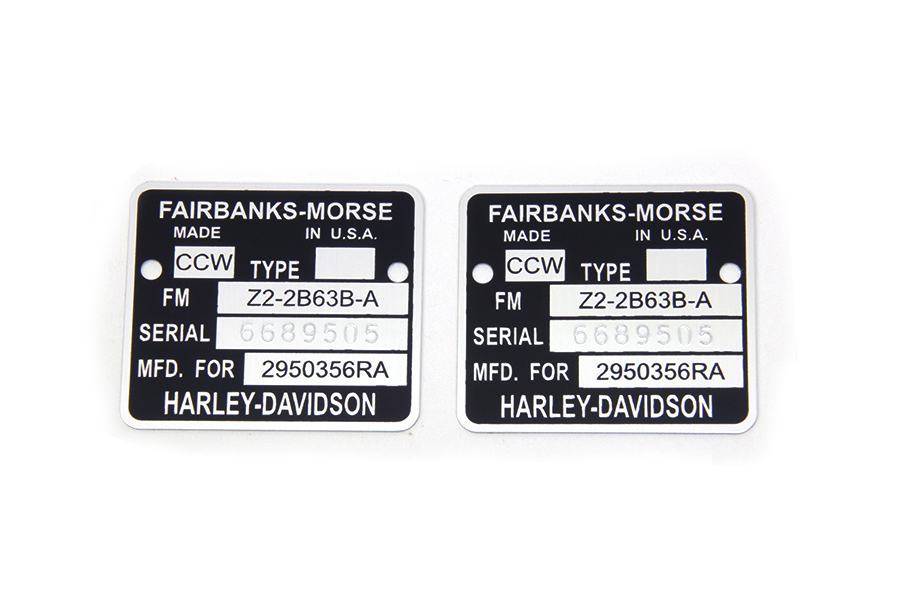 FAIRBANKS-MORSE
MADE IN U.S.A.
CCW TYPE
FM Z2-2B63B-A
SERIAL 6689505
MFD. FOR 2950356RA
HARLEY-DAVIDSON
FAIRBANKS-MORSE
MADE IN U.S.A.
CCW TYPE
FM Z2-2B63B-A
SERIAL 6689505
MFD. FOR 2950356RA
HARLEY-DAVIDSON